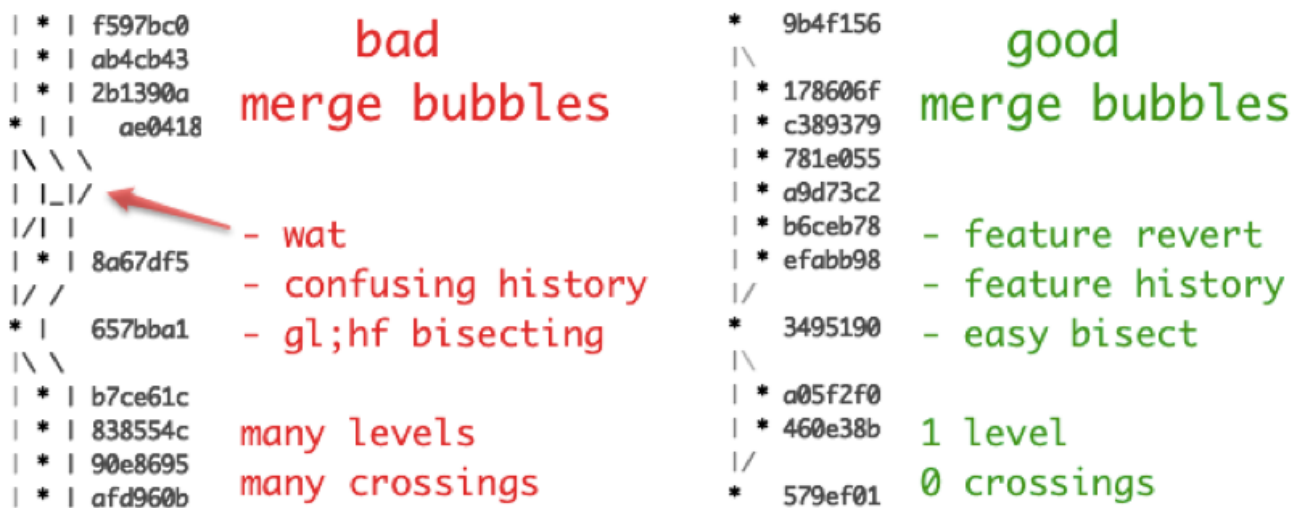 | * | f597bc0
| * | ab4cb43
| * | 2b1390a
* | |   ae0418
|\ \ \
| |_|/
|/| |
| * | 8a67df5
|/ /
* |   657bba1
|\ \
| * | b7ce61c
| * | 838554c
| * | 90e8695
| * | afd960b
bad
merge bubbles
- wat
- confusing history
- gl;hf bisecting
many levels
many crossings
*   9b4f156
|\
| * 178606f
| * c389379
| * 781e055
| * a9d73c2
| * b6ceb78
| * efabb98
|/
*   3495190
|\
| * a05f2f0
| * 460e38b
|/
*   579ef01
good
merge bubbles
- feature revert
- feature history
- easy bisect
1 level
0 crossings